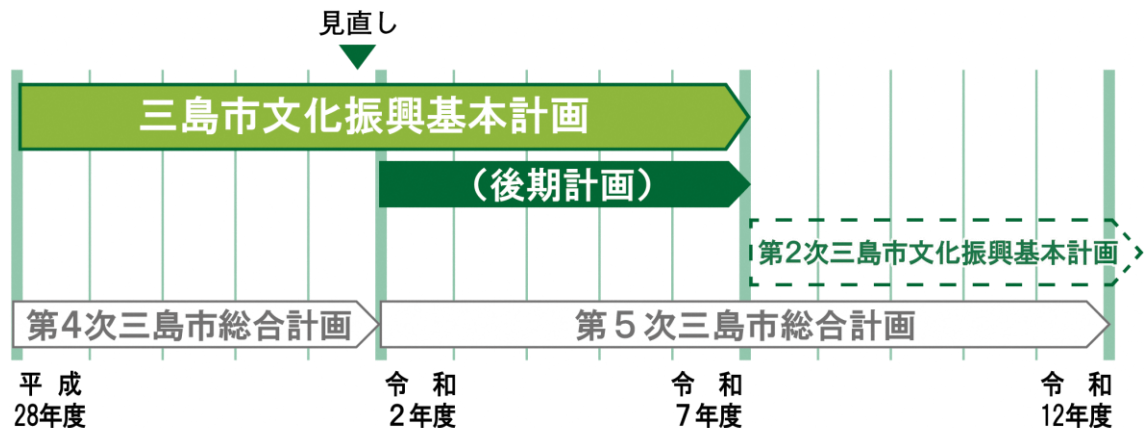 見直し
三島市文化振興基本計画
（後期計画）
第2次三島市文化振興基本計画
第4次三島市総合計画
第5次三島市総合計画
平成
28年度
令和
2年度
令和
7年度
令和
12年度